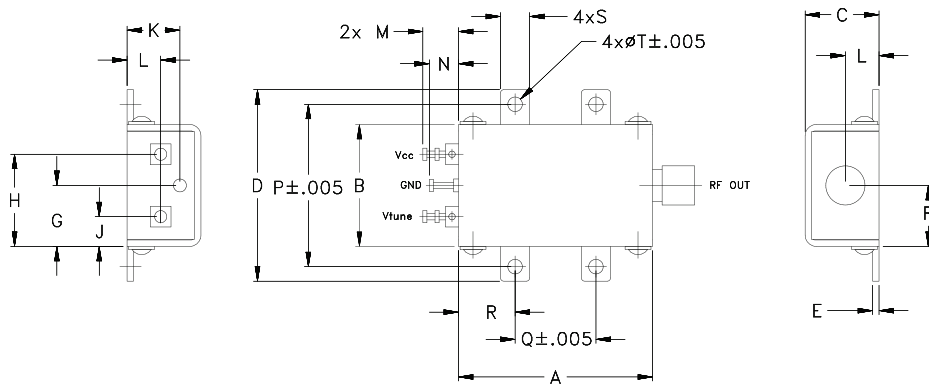 K
L
H
G
J
2x M
N
4xS
4xøT±.005
Vcc
GND
Vtune
D
P±.005
B
RF OUT
R
Q±.005
A
C
L
F
E